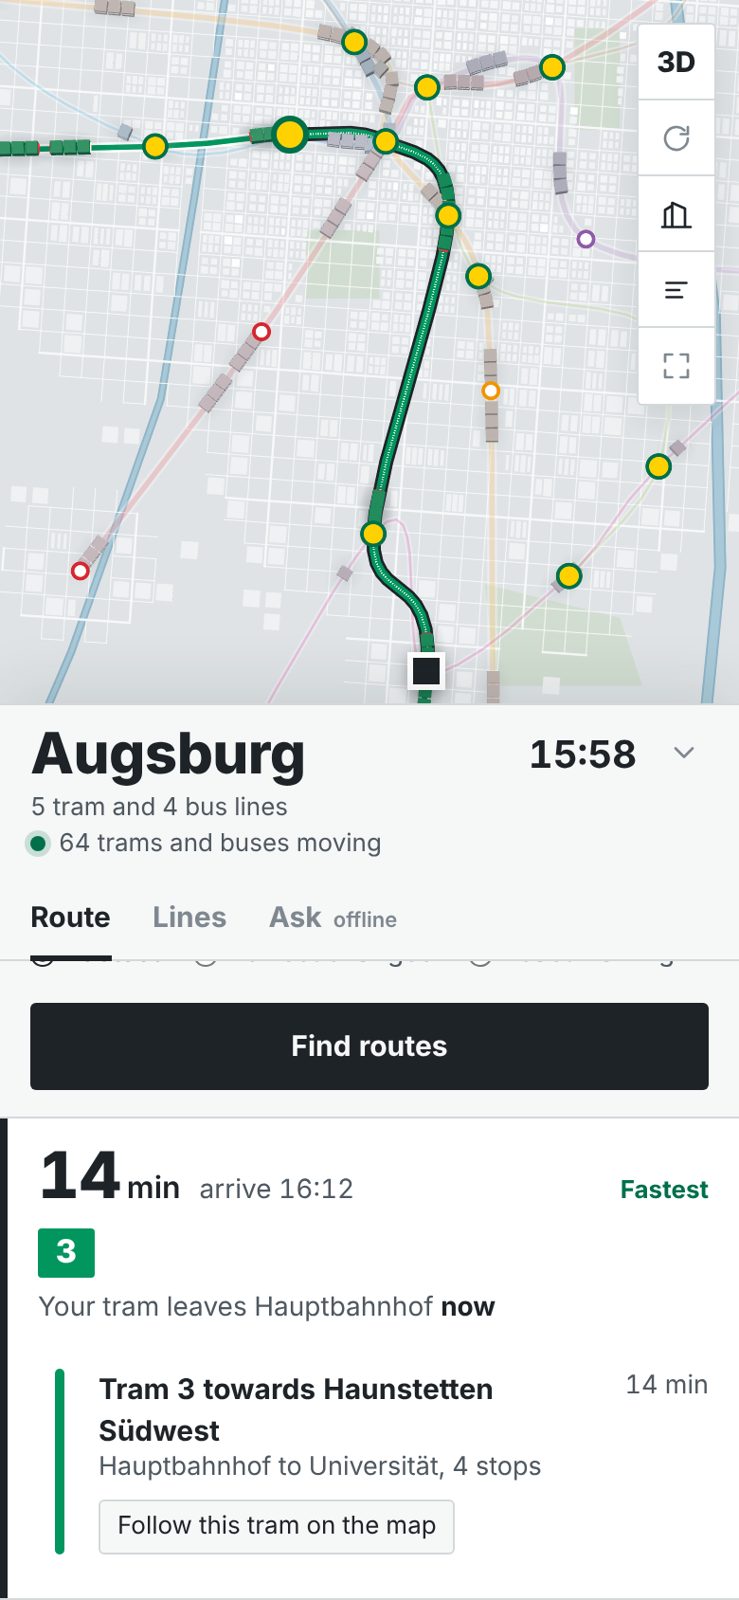 3D
Augsburg
15:58
5 tram and 4 bus lines
64 trams and buses moving
Route Lines Ask offline
Find routes
14 min arrive 16:12
Fastest
3
Your tram leaves Hauptbahnhof now
Tram 3 towards Haunstetten
Südwest
14 min
Hauptbahnhof to Universität, 4 stops
Follow this tram on the map